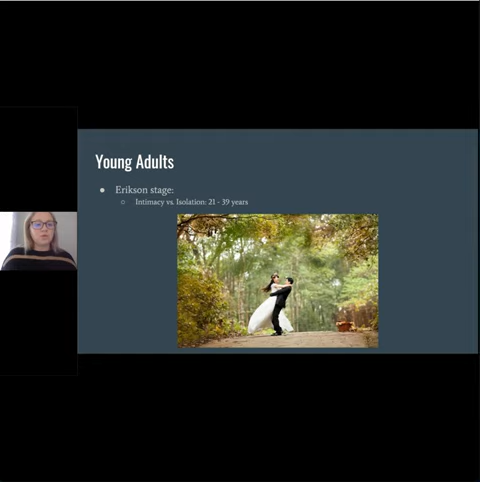 Young Adults
● Erikson stage:
○ Intimacy vs. Isolation: 21 - 39 years